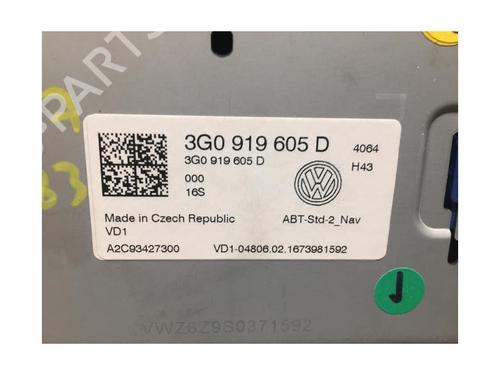 3G0 919 605 D
4064
3G0 919 605 D
H43
000
16S
Made in Czech Republic
ABT-Std-2_Nav
VD1
A2C93427300
VD1-04806.02.1673981592
VWZ6Z9S0371592